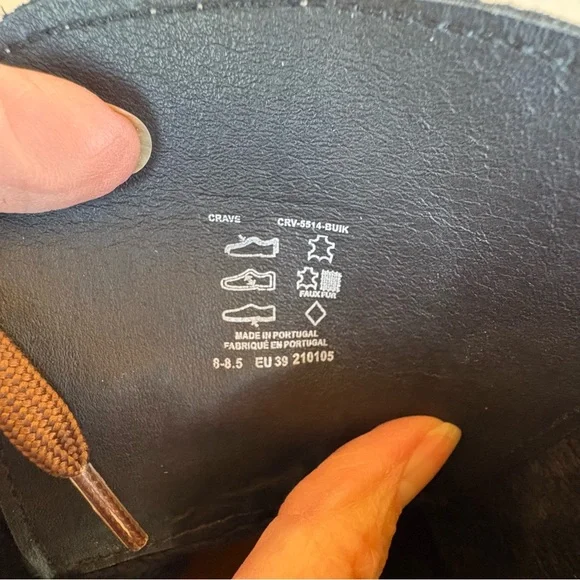 CRAVE CRV-5514-BUIK
FAUX FUR
MADE IN PORTUGAL
FABRIQUÉ EN PORTUGAL
8-8.5 EU 39 210105